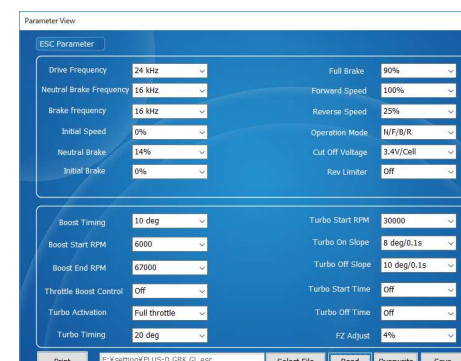 Parameter View
ESC Parameter
Drive Frequency 24 kHz Full Brake 90%
Neutral Brake Frequency 16 kHz Forward Speed 100%
Brake frequency 16 kHz Reverse Speed 25%
Initial Speed 0% Operation Mode N/F/B/R
Neutral Brake 14% Cut Off Voltage 3.4V/Cell
Initial Brake 0% Rev Limiter Off
Boost Timing 10 deg Turbo Start RPM 30000
Boost Start RPM 6000 Turbo On Slope 8 deg/0.1s
Boost End RPM 67000 Turbo Off Slope 10 deg/0.1s
Throttle Boost Control Off Turbo Start Time Off
Turbo Activation Full throttle Turbo Off Time Off
Turbo Timing 20 deg FZ Adjust 4%
Print Select File Read Overwrite Save